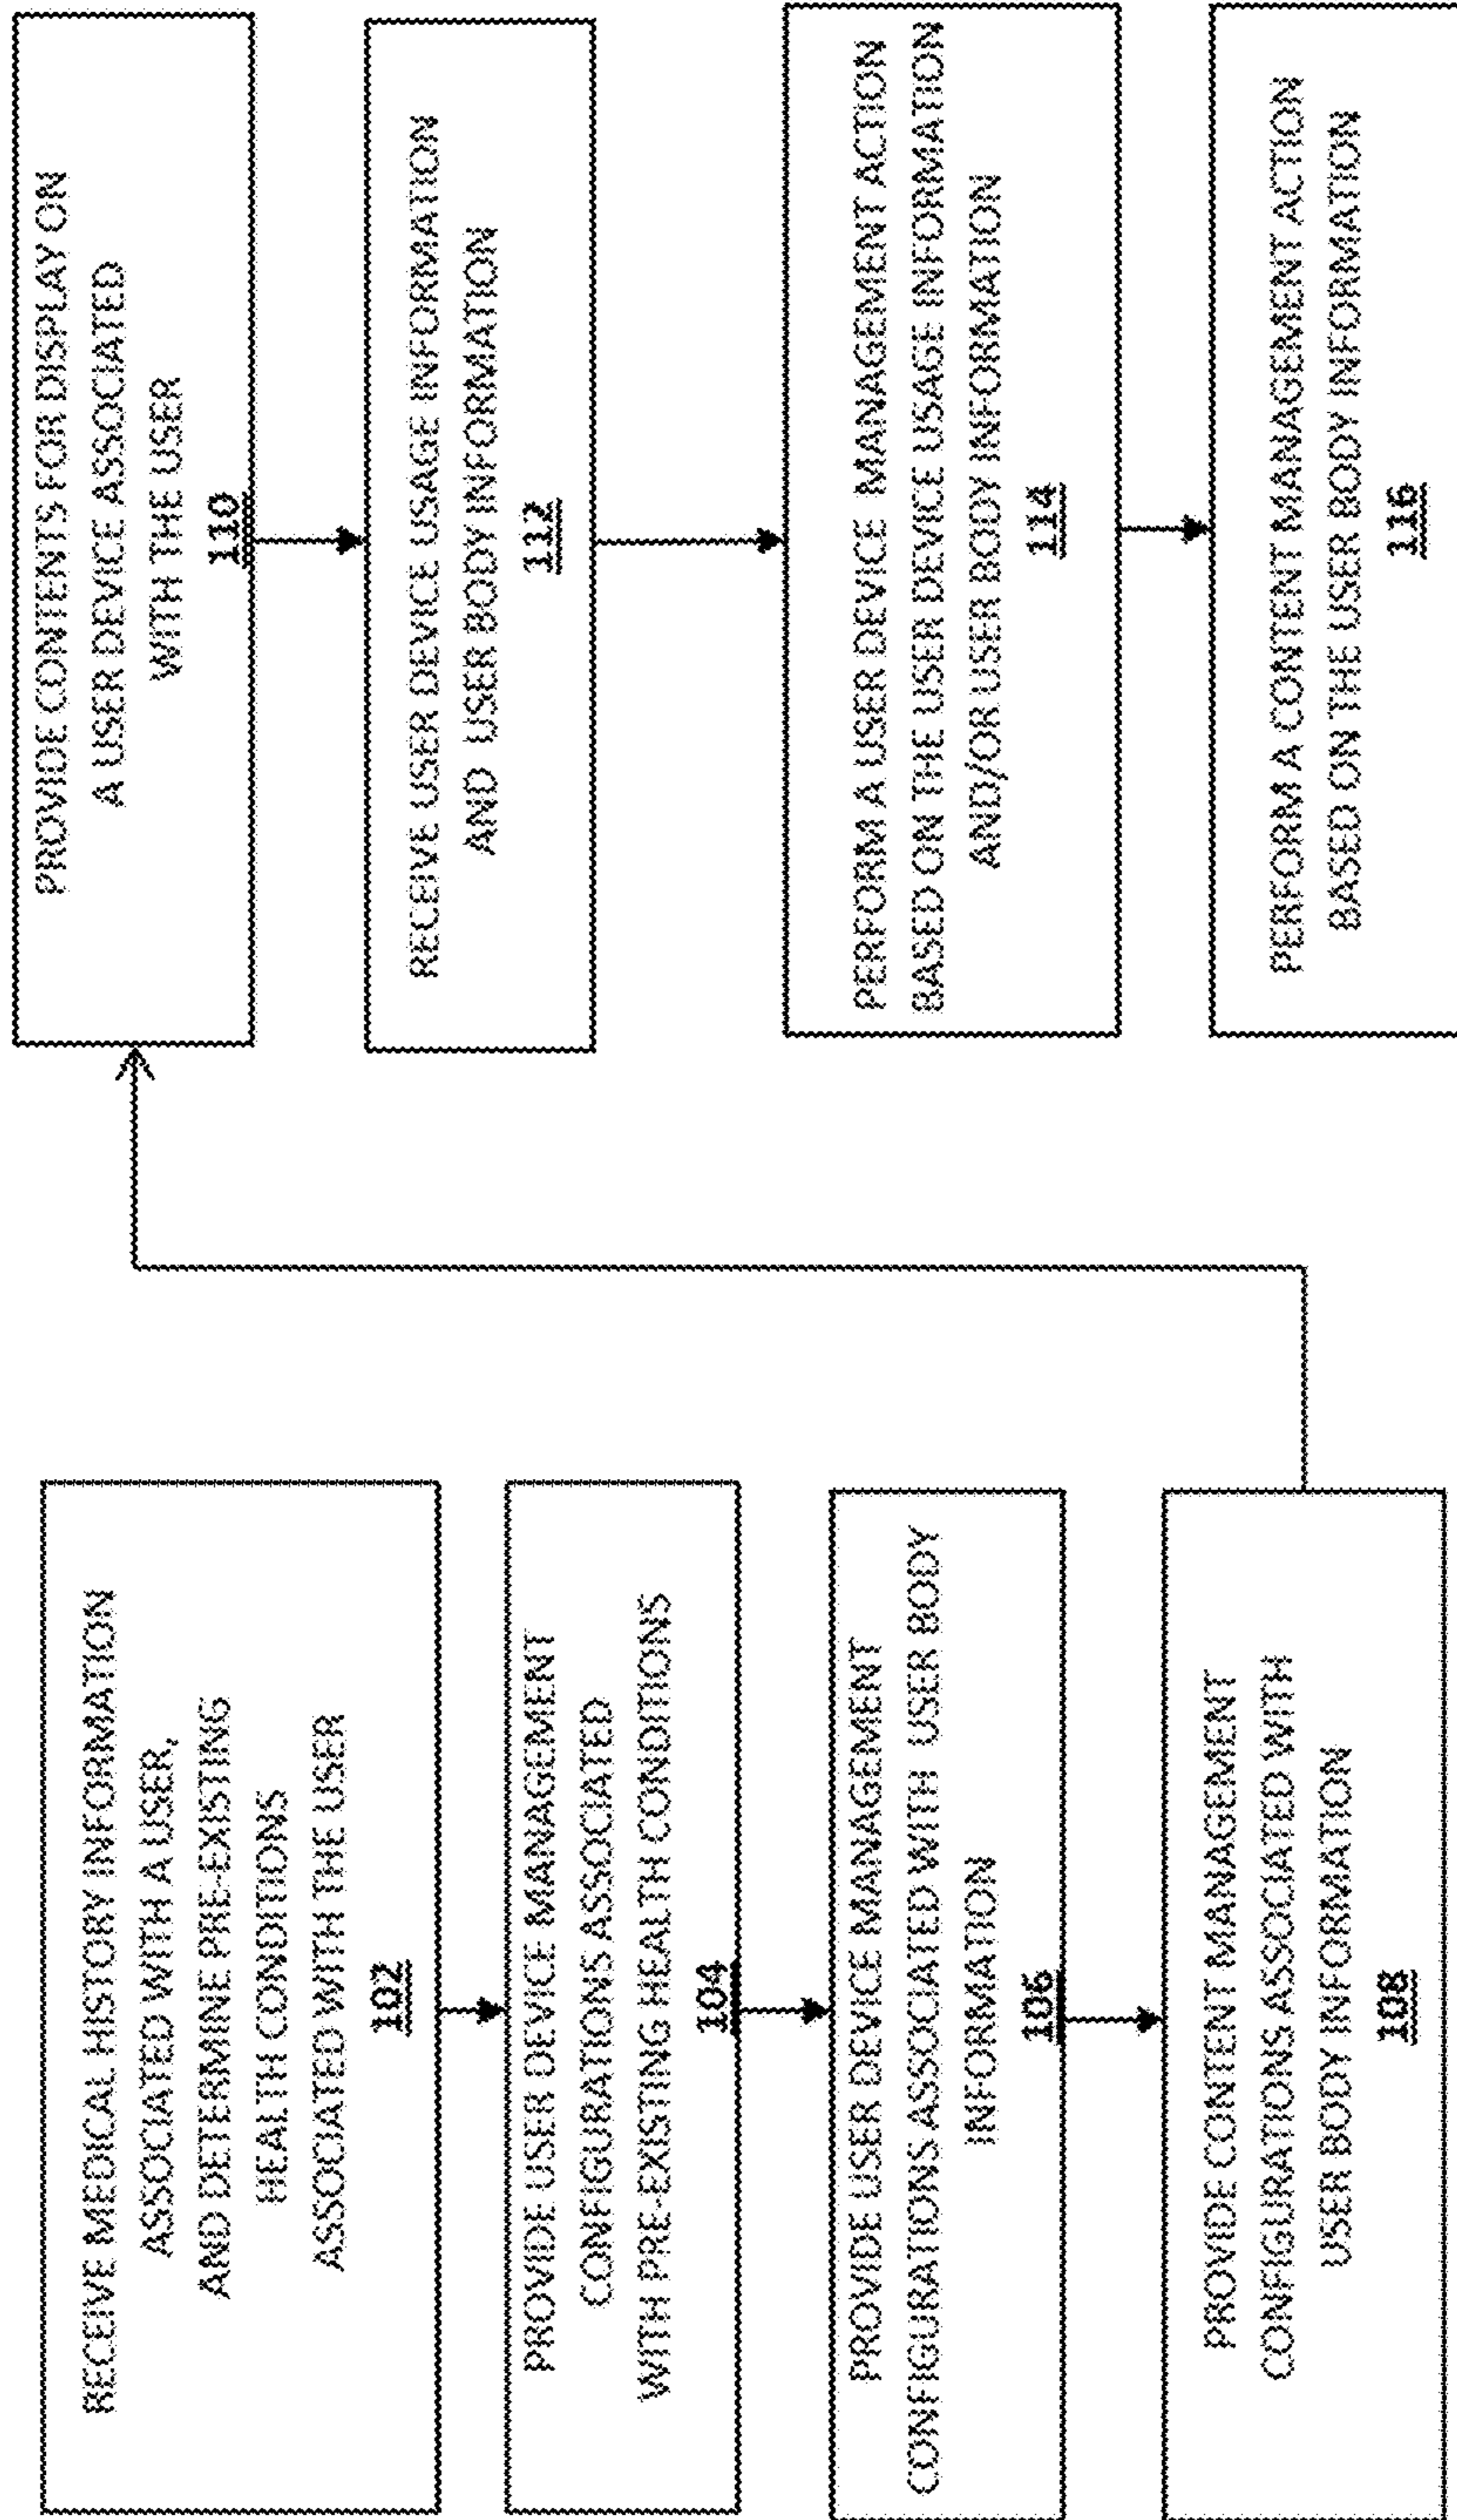 RECEIVE MEDICAL HISTORY INFORMATION
ASSOCIATED WITH A USER,
AND DETERMINE PRE-EXISTING
HEALTH CONDITIONS
ASSOCIATED WITH THE USER
102
PROVIDE USER DEVICE MANAGEMENT
CONFIGURATIONS ASSOCIATED
WITH PRE-EXISTING HEALTH CONDITIONS
104
PROVIDE USER DEVICE MANAGEMENT
CONFIGURATIONS ASSOCIATED WITH USER BODY
INFORMATION
106
PROVIDE CONTENT MANAGEMENT
CONFIGURATIONS ASSOCIATED WITH
USER BODY INFORMATION
108
PROVIDE CONTENTS FOR DISPLAY ON
A USER DEVICE ASSOCIATED
WITH THE USER
110
RECEIVE USER DEVICE USAGE INFORMATION
AND USER BODY INFORMATION
112
PERFORM A USER DEVICE MANAGEMENT ACTION
BASED ON THE USER DEVICE USAGE INFORMATION
AND/OR USER BODY INFORMATION
114
PERFORM A CONTENT MANAGEMENT ACTION
BASED ON THE USER BODY INFORMATION
116